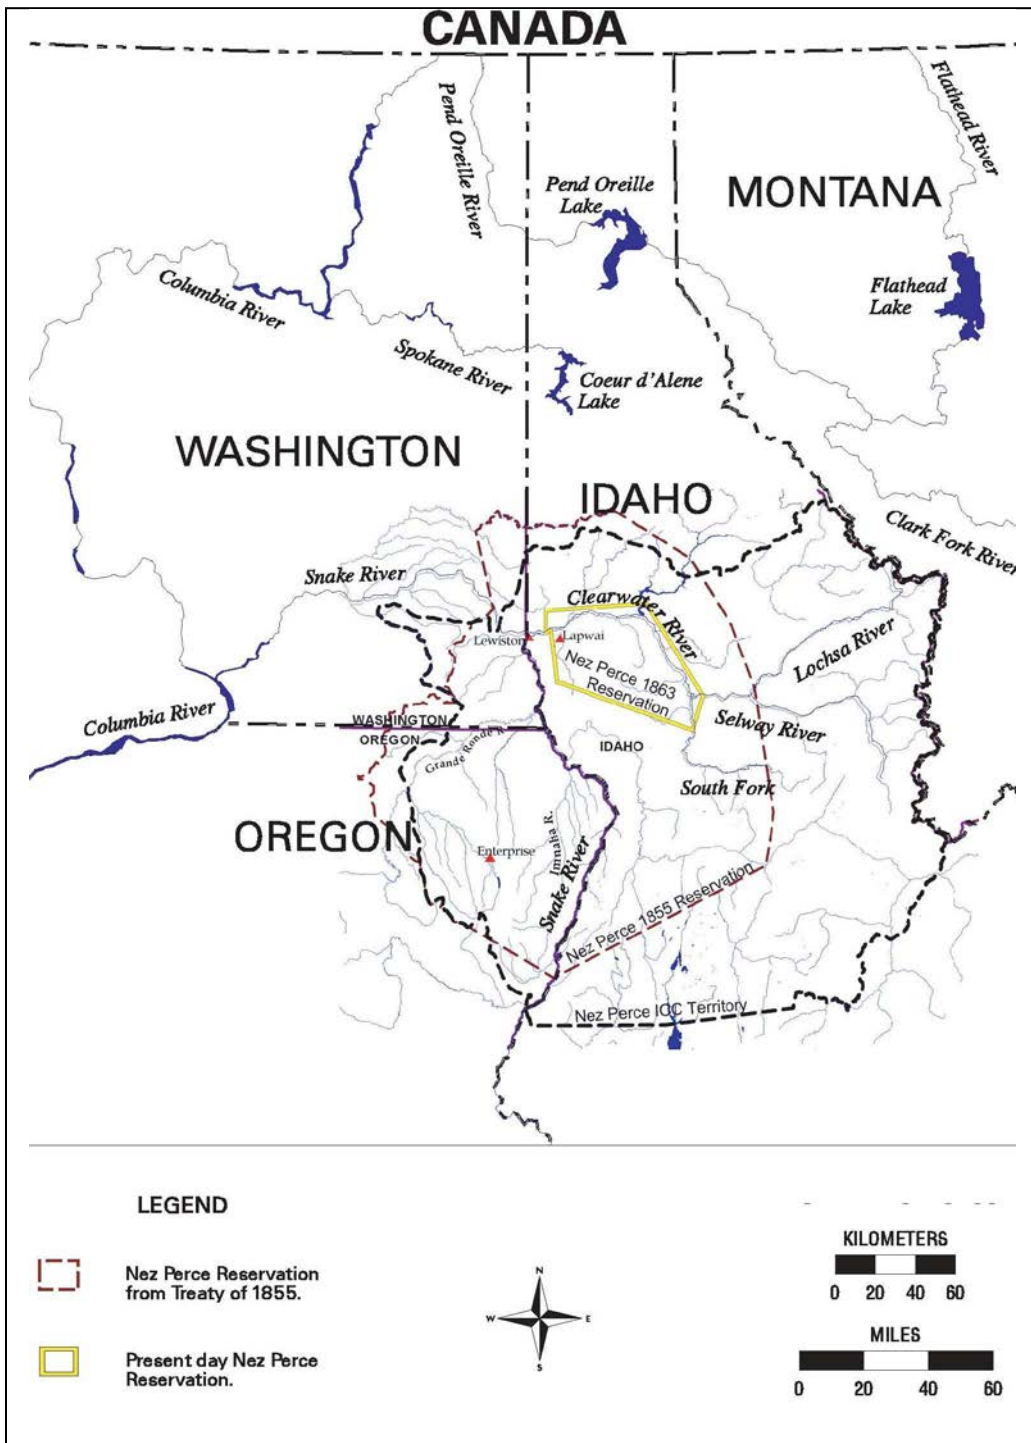 CANADA
Pend Oreille River
Flathead River
Pend Oreille
Lake
MONTANA
Columbia River
Flathead
Lake
Spokane River
Coeur d'Alene
Lake
WASHINGTON
IDAHO
Clark Fork River
Snake River
Clearwater River
Lewiston
Lapwai
Lochsa River
Nez Perce 1863
Reservation
Columbia River
WASHINGTON
OREGON
Grande Ronde R.
Selway River
IDAHO
South Fork
OREGON
Enterprise
Imnaha R.
Snake River
Nez Perce 1855 Reservation
Nez Perce ICC Territory
LEGEND
Nez Perce Reservation
from Treaty of 1855.
Present day Nez Perce
Reservation.
N
W
E
S
KILOMETERS
0 20 40 60
MILES
0 20 40 60